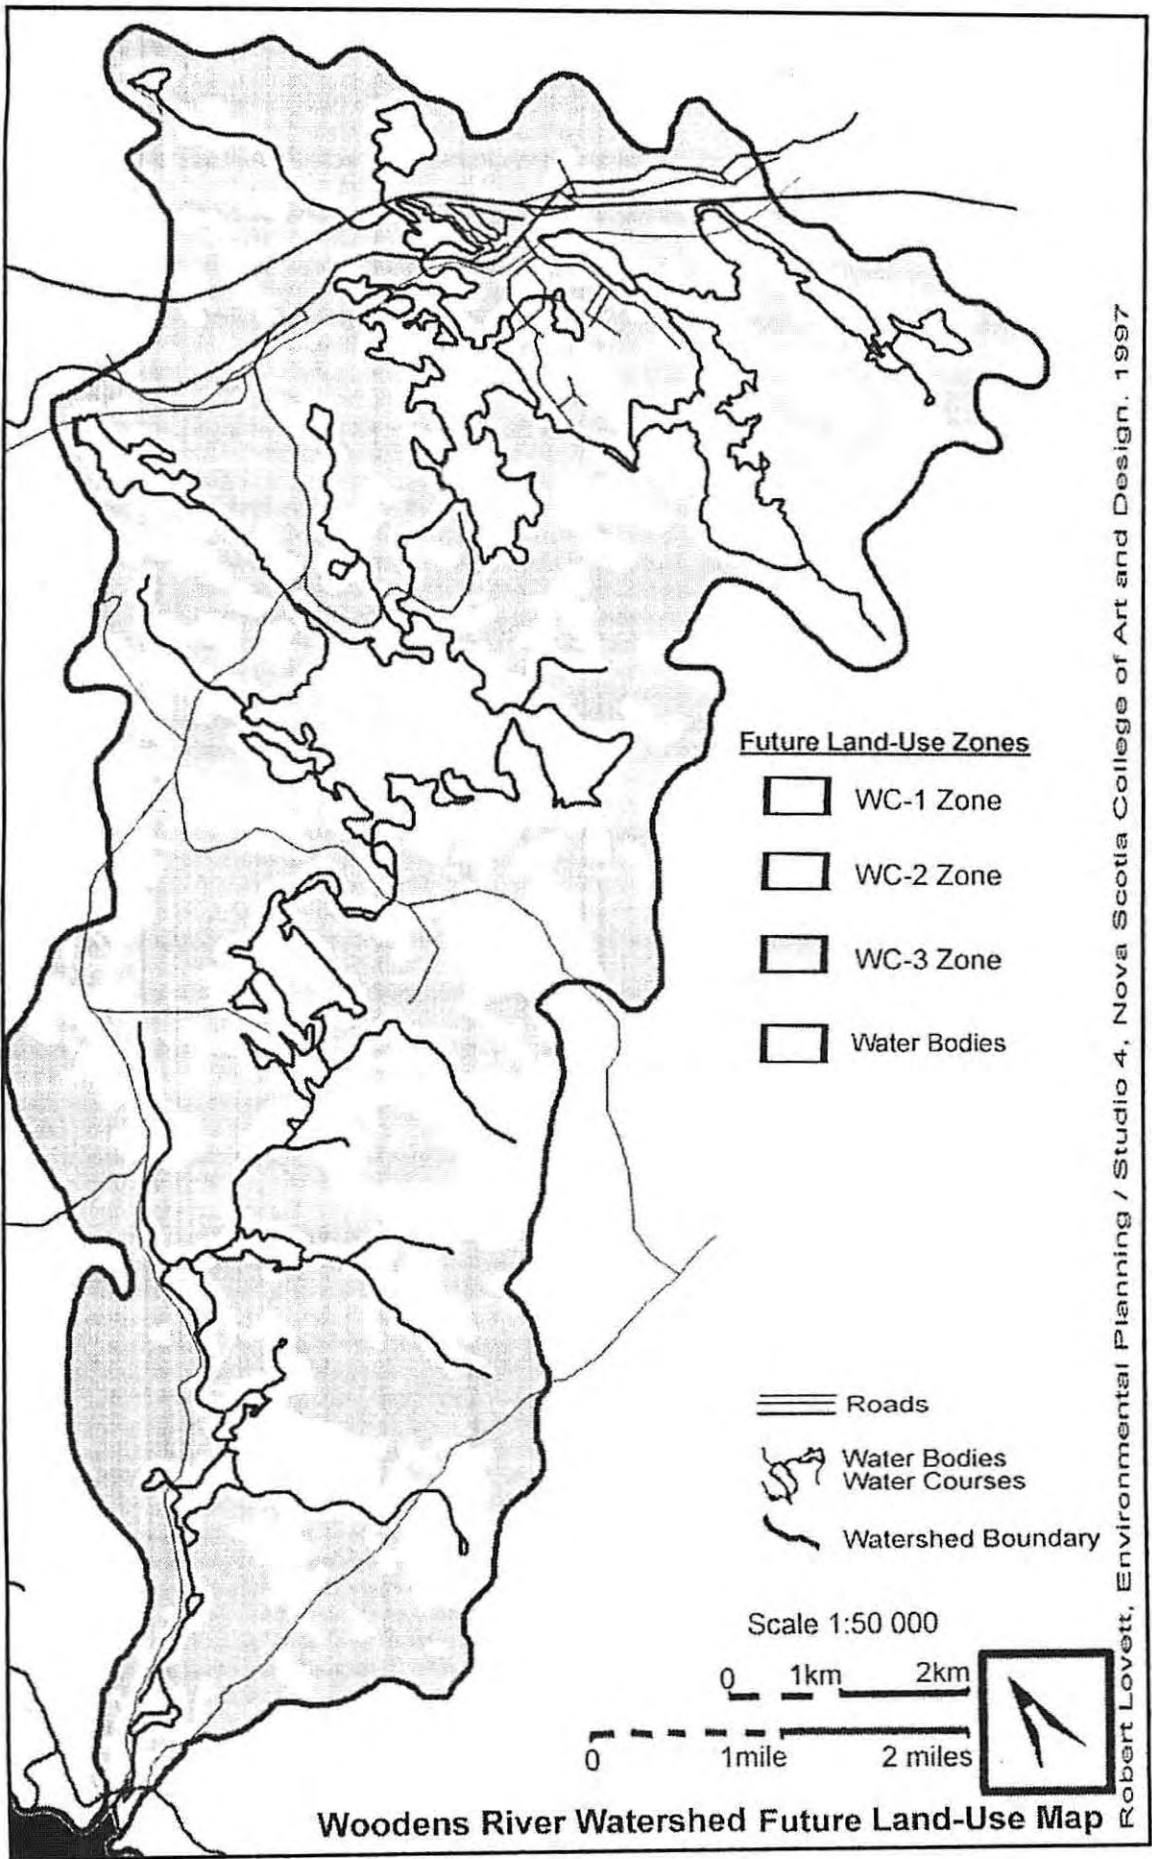 Future Land-Use Zones
WC-1 Zone
WC-2 Zone
WC-3 Zone
Water Bodies
Roads
Water Bodies
Water Courses
Watershed Boundary
Scale 1:50 000
0 1km 2km
0 1mile 2 miles
Woodens River Watershed Future Land-Use Map
Robert Lovett, Environmental Planning / Studio 4, Nova Scotia College of Art and Design. 1997